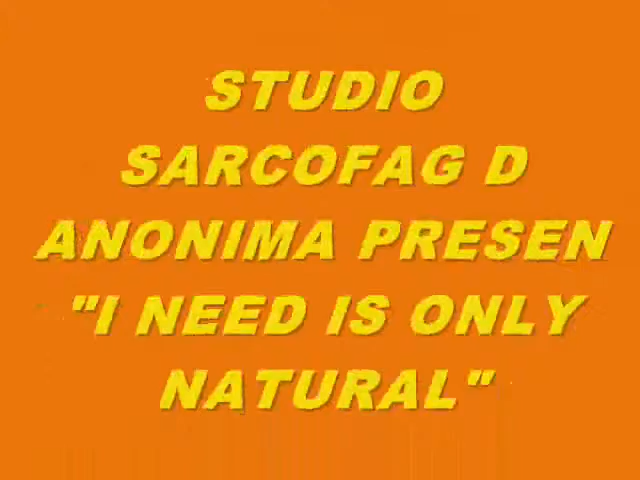 STUDIO
SARCOFAG D
ANONIMA PRESEN
"I NEED IS ONLY
NATURAL"